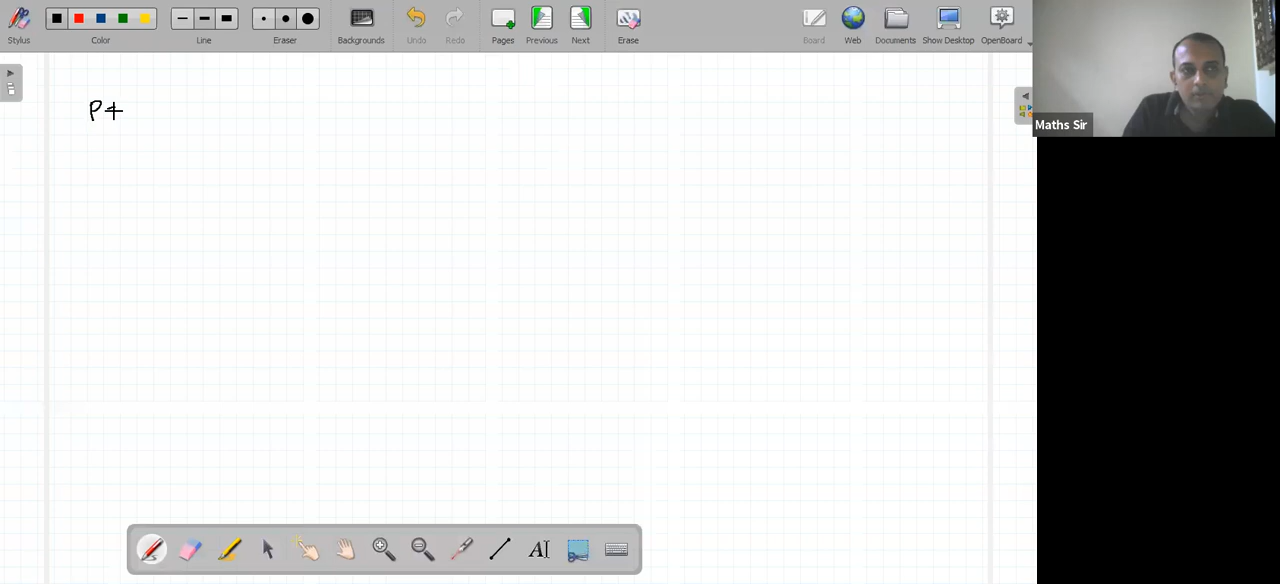 Stylus
Color
Line
Eraser
Backgrounds
Undo
Redo
Pages
Previous
Next
Erase
Board
Web
Documents
Show Desktop
OpenBoard
P+
Maths Sir
AI